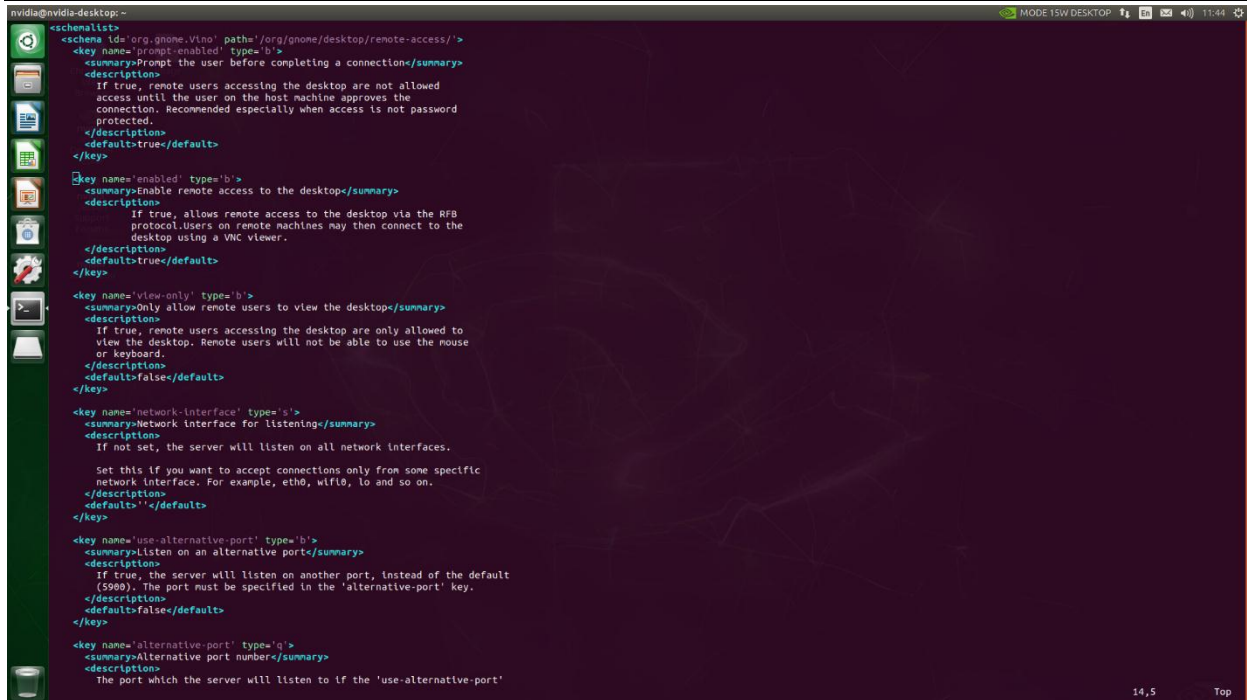 nvidia@nvidia-desktop: ~
MODE 15W DESKTOP En 11:44
<schemalist>
<schema id='org.gnome.Vino' path='/org/gnome/desktop/remote-access/'>
<key name='prompt-enabled' type='b'>
<summary>Prompt the user before completing a connection</summary>
<description>
If true, remote users accessing the desktop are not allowed
access until the user on the host machine approves the
connection. Recommended especially when access is not password
protected.
</description>
<default>true</default>
</key>
<key name='enabled' type='b'>
<summary>Enable remote access to the desktop</summary>
<description>
If true, allows remote access to the desktop via the RFB
protocol.Users on remote machines may then connect to the
desktop using a VNC viewer.
</description>
<default>true</default>
</key>
<key name='view-only' type='b'>
<summary>Only allow remote users to view the desktop</summary>
<description>
If true, remote users accessing the desktop are only allowed to
view the desktop. Remote users will not be able to use the mouse
or keyboard.
</description>
<default>false</default>
</key>
<key name='network-interface' type='s'>
<summary>Network interface for listening</summary>
<description>
If not set, the server will listen on all network interfaces.
Set this if you want to accept connections only from some specific
network interface. For example, eth0, wifi0, lo and so on.
</description>
<default>''</default>
</key>
<key name='use-alternative-port' type='b'>
<summary>Listen on an alternative port</summary>
<description>
If true, the server will listen on another port, instead of the default
(5900). The port must be specified in the 'alternative-port' key.
</description>
<default>false</default>
</key>
<key name='alternative-port' type='q'>
<summary>Alternative port number</summary>
<description>
The port which the server will listen to if the 'use-alternative-port'
14,5 Top